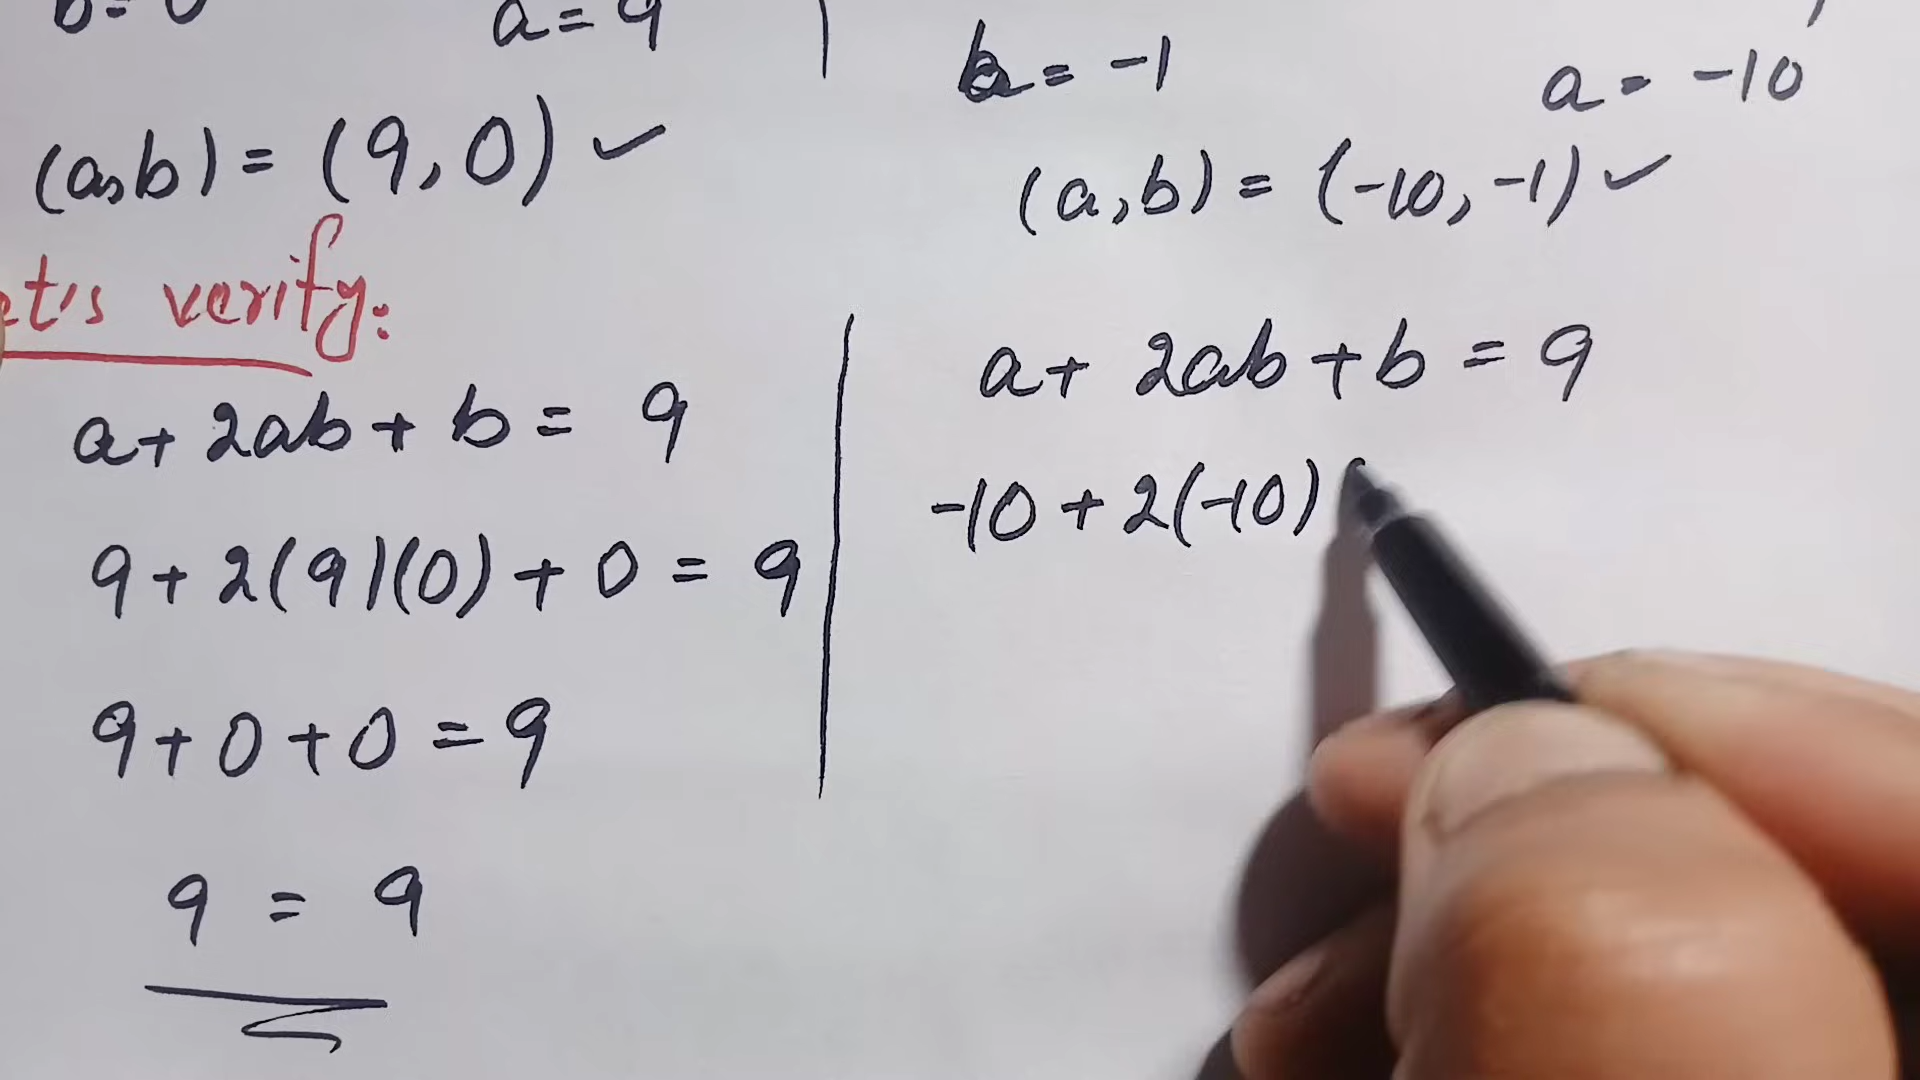 a = 9
(a,b) = (9,0) ✓
b = -1
a = -10
(a,b) = (-10,-1) ✓
verify:
a + 2ab + b = 9
9 + 2(9)(0) + 0 = 9
9 + 0 + 0 = 9
9 = 9
a + 2ab + b = 9
-10 + 2(-10)